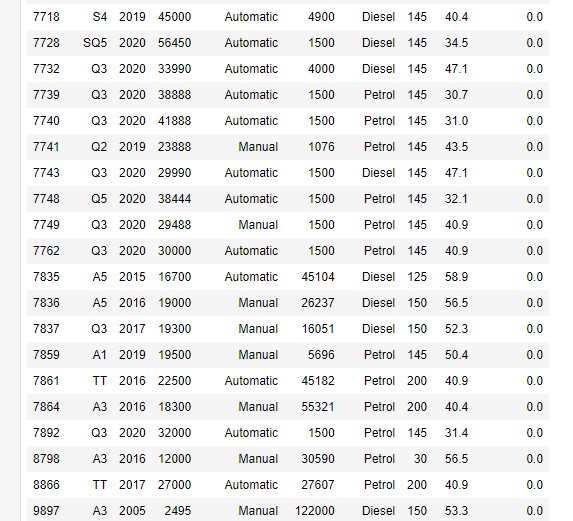 7718 S4 2019 45000 Automatic 4900 Diesel 145 40.4 0.0
7728 SQ5 2020 56450 Automatic 1500 Diesel 145 34.5 0.0
7732 Q3 2020 33990 Automatic 4000 Diesel 145 47.1 0.0
7739 Q3 2020 38888 Automatic 1500 Petrol 145 30.7 0.0
7740 Q3 2020 41888 Automatic 1500 Petrol 145 31.0 0.0
7741 Q2 2019 23888 Manual 1076 Petrol 145 43.5 0.0
7743 Q3 2020 29990 Automatic 1500 Diesel 145 47.1 0.0
7748 Q5 2020 38444 Automatic 1500 Petrol 145 32.1 0.0
7749 Q3 2020 29488 Manual 1500 Petrol 145 40.9 0.0
7762 Q3 2020 30000 Automatic 1500 Petrol 145 40.9 0.0
7835 A5 2015 16700 Automatic 45104 Diesel 125 58.9 0.0
7836 A5 2016 19000 Manual 26237 Diesel 150 56.5 0.0
7837 Q3 2017 19300 Manual 16051 Diesel 150 52.3 0.0
7859 A1 2019 19500 Manual 5696 Petrol 145 50.4 0.0
7861 TT 2016 22500 Automatic 45182 Petrol 200 40.9 0.0
7864 A3 2016 18300 Manual 55321 Petrol 200 40.4 0.0
7892 Q3 2020 32000 Automatic 1500 Petrol 145 31.4 0.0
8798 A3 2016 12000 Manual 30590 Petrol 30 56.5 0.0
8866 TT 2017 27000 Automatic 27607 Petrol 200 40.9 0.0
9897 A3 2005 2495 Manual 122000 Diesel 150 53.3 0.0